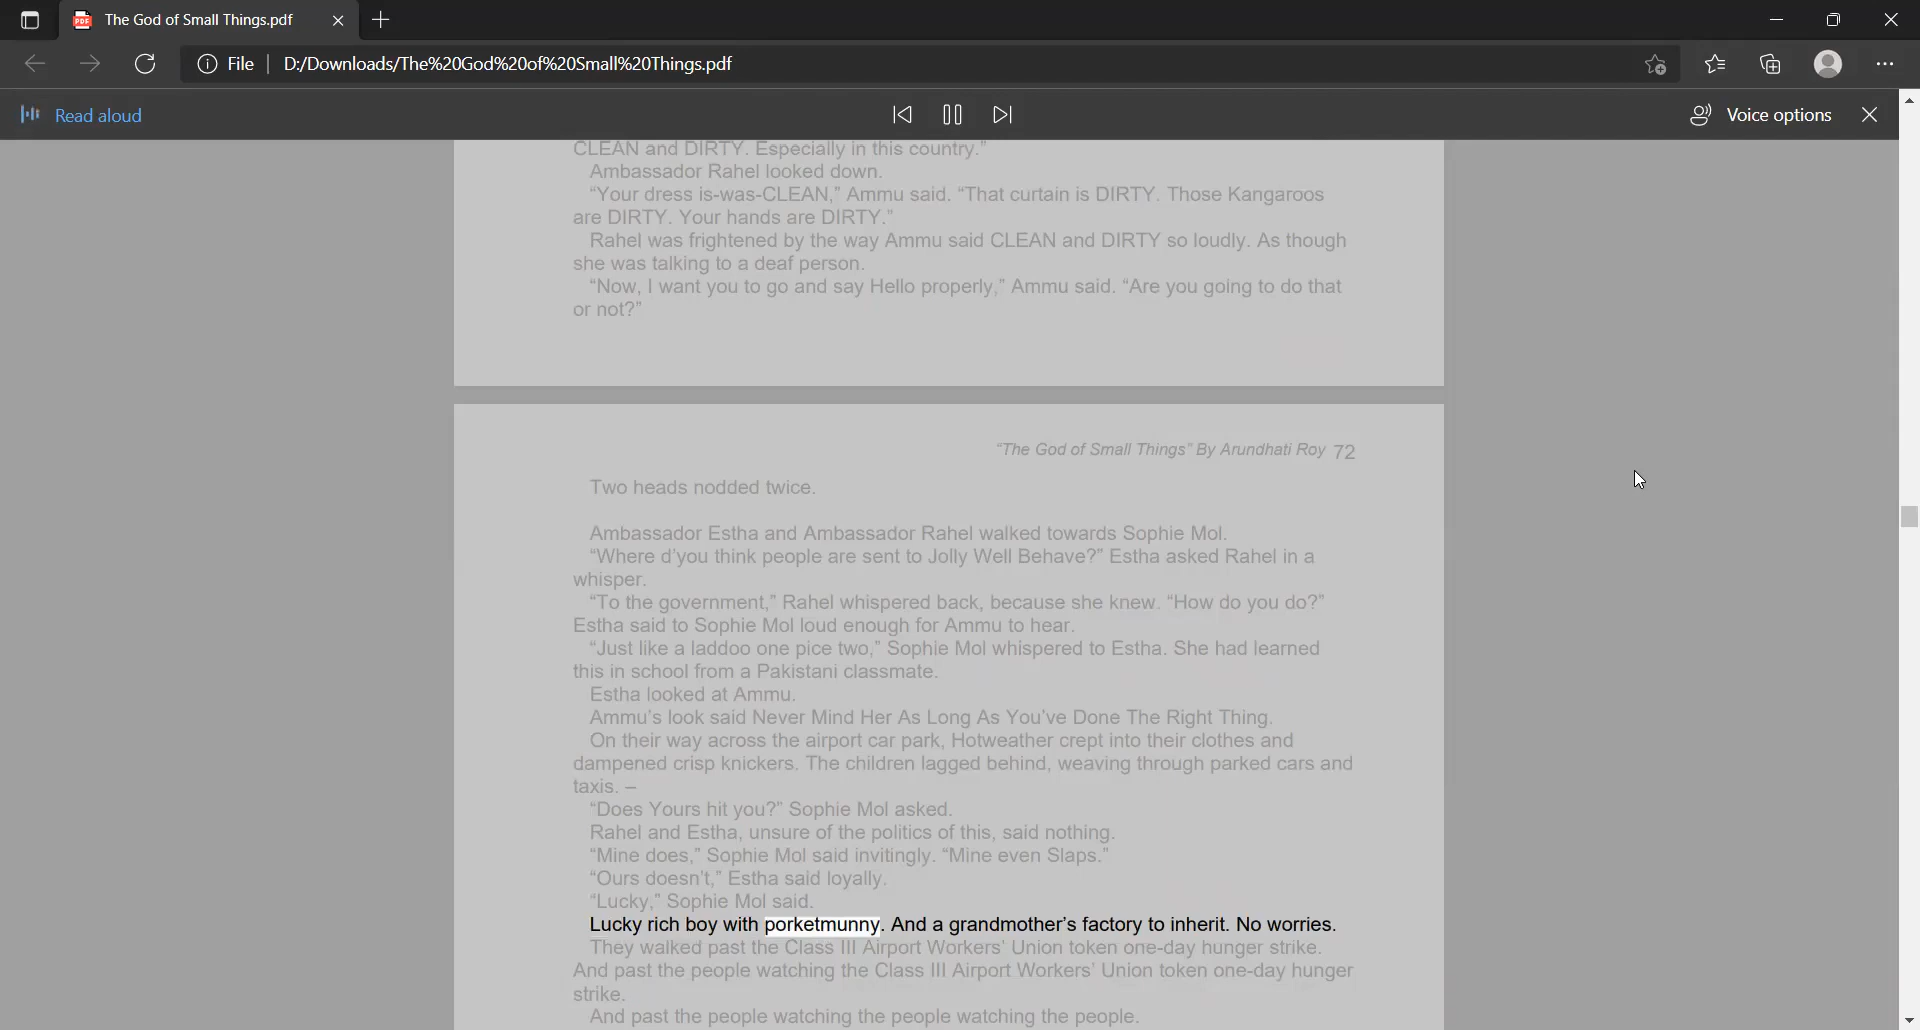 The God of Small Things.pdf
File | D:/Downloads/The%20God%20of%20Small%20Things.pdf
Read aloud
Voice options
CLEAN and DIRTY. Especially in this country.”
Ambassador Rahel looked down.
“Your dress is-was-CLEAN,” Ammu said. “That curtain is DIRTY. Those Kangaroos
are DIRTY. Your hands are DIRTY.”
Rahel was frightened by the way Ammu said CLEAN and DIRTY so loudly. As though
she was talking to a deaf person.
“Now, I want you to go and say Hello properly,” Ammu said. “Are you going to do that
or not?”
“The God of Small Things” By Arundhati Roy 72
Two heads nodded twice.
Ambassador Estha and Ambassador Rahel walked towards Sophie Mol.
“Where d’you think people are sent to Jolly Well Behave?” Estha asked Rahel in a
whisper.
“To the government,” Rahel whispered back, because she knew. “How do you do?”
Estha said to Sophie Mol loud enough for Ammu to hear.
“Just like a laddoo one pice two,” Sophie Mol whispered to Estha. She had learned
this in school from a Pakistani classmate.
Estha looked at Ammu.
Ammu’s look said Never Mind Her As Long As You’ve Done The Right Thing.
On their way across the airport car park, Hotweather crept into their clothes and
dampened crisp knickers. The children lagged behind, weaving through parked cars and
taxis. –
“Does Yours hit you?” Sophie Mol asked.
Rahel and Estha, unsure of the politics of this, said nothing.
“Mine does,” Sophie Mol said invitingly. “Mine even Slaps.”
“Ours doesn’t,” Estha said loyally.
“Lucky,” Sophie Mol said.
Lucky rich boy with porketmunny. And a grandmother’s factory to inherit. No worries.
They walked past the Class III Airport Workers’ Union token one-day hunger strike.
And past the people watching the Class III Airport Workers’ Union token one-day hunger
strike.
And past the people watching the people watching the people.